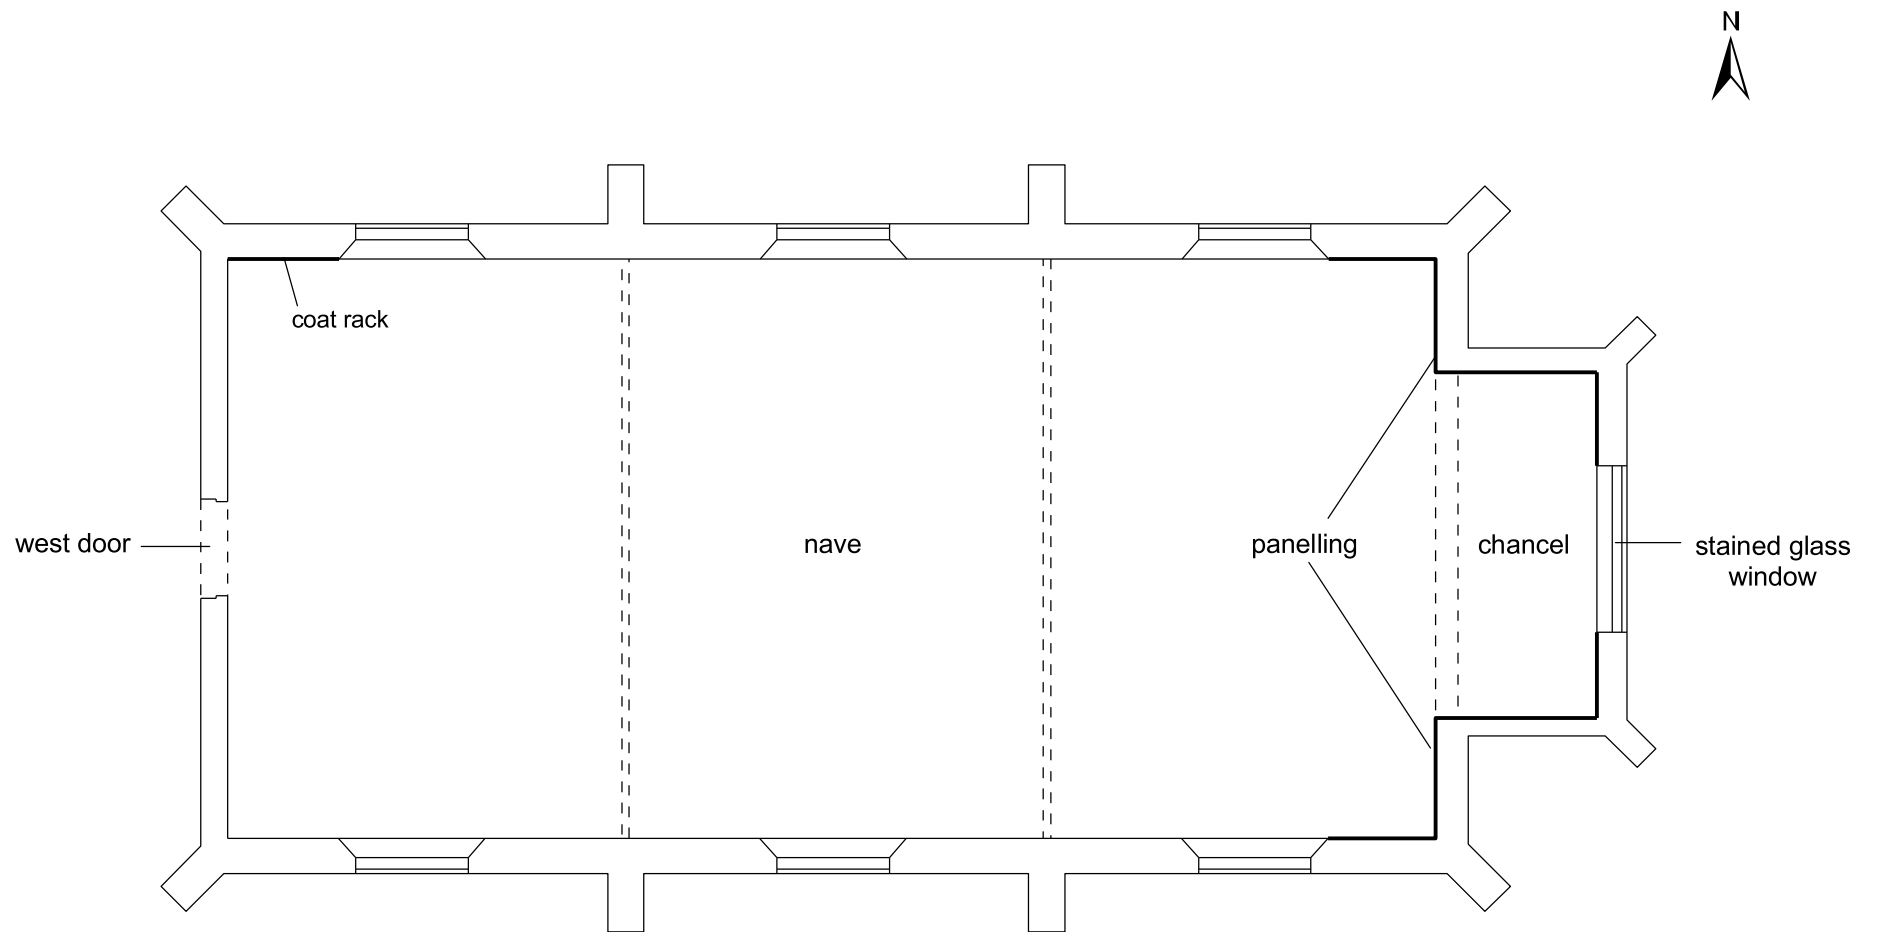 N
coat rack
west door
nave
panelling
chancel
stained glass
window